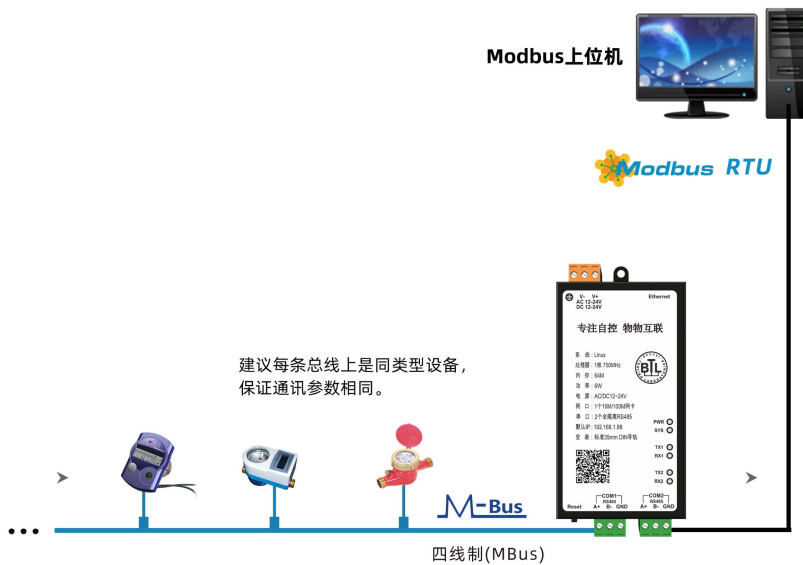 Modbus上位机
Modbus RTU
V- V+
AC 12-24V
DC 12-24V
Ethernet
专注自控 物物互联
系 统：Linux
处理器：1核 750MHz
内 存：64M
功 率：6W
电 源：AC/DC12~24V
网 口：1个10M/100M网卡
串 口：2个全隔离RS485
默认IP：192.168.1.88
安 装：标准35mm DIN导轨
BTL
PWR
SYS
TX1
RX1
TX2
RX2
COM1
RS485
COM2
RS485
Reset A+ B- GND A+ B- GND
建议每条总线上是同类型设备，
保证通讯参数相同。
M-Bus
四线制(MBus)